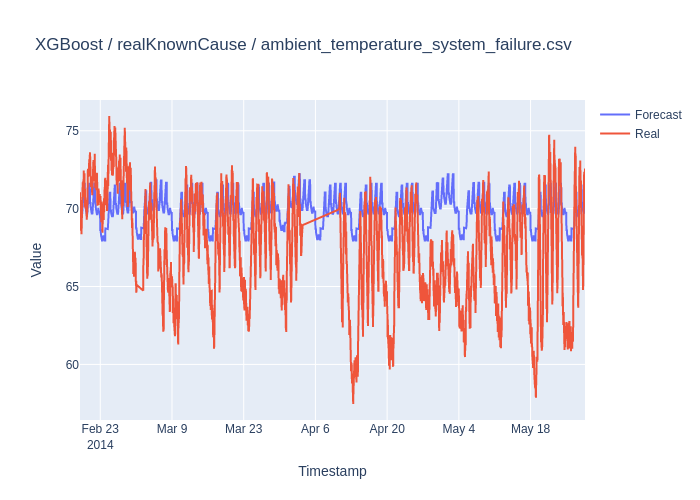 XGBoost / realKnownCause / ambient_temperature_system_failure.csv
Forecast
Real
75
70
65
60
Value
Feb 23
2014
Mar 9
Mar 23
Apr 6
Apr 20
May 4
May 18
Timestamp